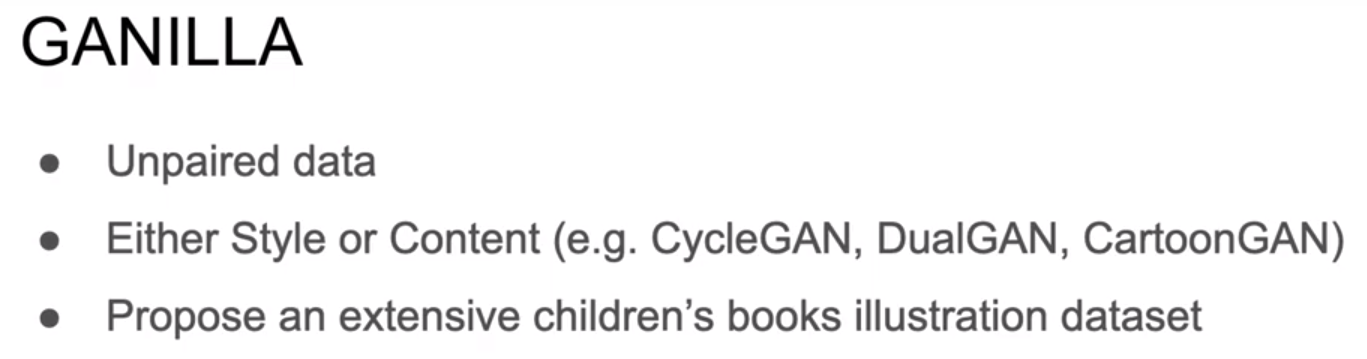 GANILLA
● Unpaired data
● Either Style or Content (e.g. CycleGAN, DualGAN, CartoonGAN)
● Propose an extensive children’s books illustration dataset